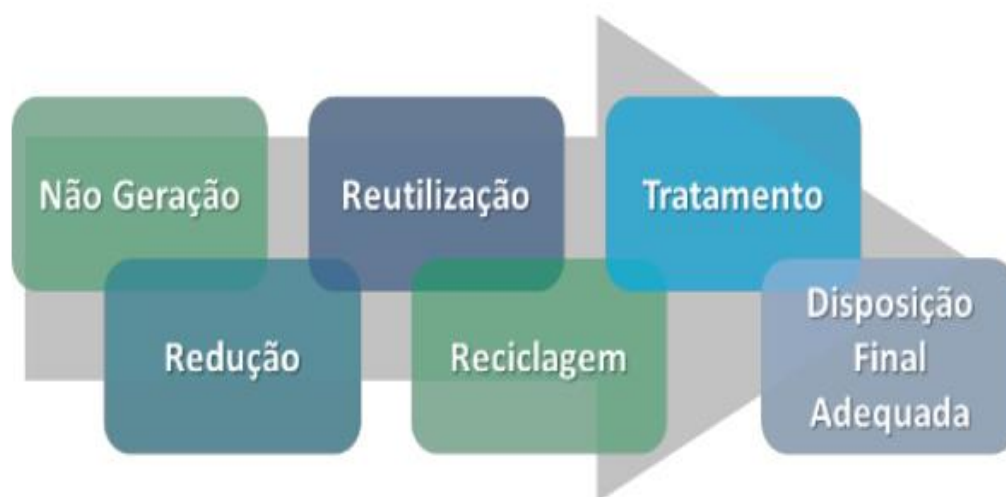 Não Geração
Redução
Reutilização
Reciclagem
Tratamento
Disposição
Final
Adequada